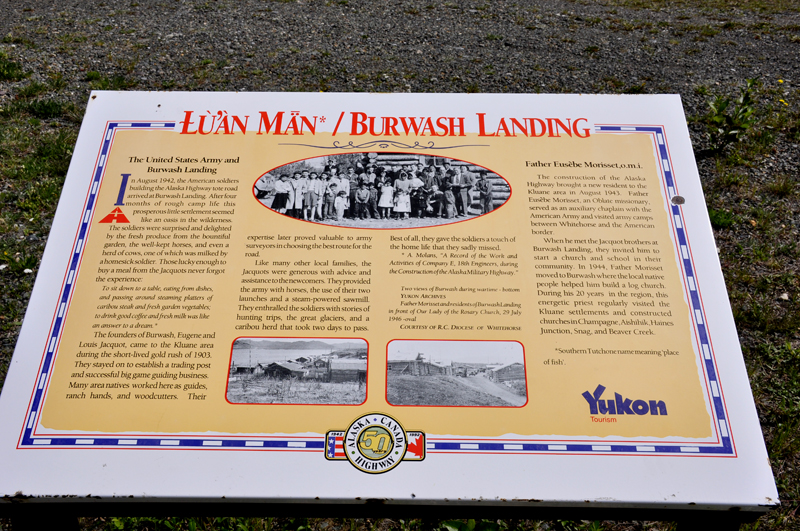 ŁÙ'ÀN MÄN* / BURWASH LANDING
The United States Army and
Burwash Landing
In August 1942, the American soldiers
building the Alaska Highway tote road
arrived at Burwash Landing. After four
months of rough camp life this
prosperous little settlement seemed
like an oasis in the wilderness.
The soldiers were surprised and delighted
by the fresh produce from the bountiful
garden, the well-kept horses, and even a
herd of cows, one of which was milked by
a homesick soldier. Those lucky enough to
buy a meal from the Jacquots never forgot
the experience:
To sit down to a table, eating from dishes,
and passing around steaming platters of
caribou steak and fresh garden vegetables;
to drink good coffee and fresh milk was like
an answer to a dream.*
The founders of Burwash, Eugene and
Louis Jacquot, came to the Kluane area
during the short-lived gold rush of 1903.
They stayed on to establish a trading post
and successful big game guiding business.
Many area natives worked here as guides,
ranch hands, and woodcutters. Their
expertise later proved valuable to army
surveyors in choosing the best route for the
road.
Like many other local families, the
Jacquots were generous with advice and
assistance to the newcomers. They provided
the army with horses, the use of their two
launches and a steam-powered sawmill.
They enthralled the soldiers with stories of
hunting trips, the great glaciers, and a
caribou herd that took two days to pass.
Best of all, they gave the soldiers a touch of
the home life that they sadly missed.
* A. Molans, "A Record of the Work and
Activities of Company E, 18th Engineers, during
the Construction of the Alaska Military Highway."
Two views of Burwash during wartime - bottom
YUKON ARCHIVES
Father Morisset and residents of Burwash Landing
in front of Our Lady of the Rosary Church, 29 July
1946 -oval
COURTESY OF R.C. DIOCESE OF WHITEHORSE
Father Eusèbe Morisset,o.m.i.
The construction of the Alaska
Highway brought a new resident to the
Kluane area in August 1943. Father
Eusèbe Morisset, an Oblate missionary,
served as an auxiliary chaplain with the
American Army and visited army camps
between Whitehorse and the American
border.
When he met the Jacquot brothers at
Burwash Landing, they invited him to
start a church and school in their
community. In 1944, Father Morisset
moved to Burwash where the local native
people helped him build a log church.
During his 20 years in the region, this
energetic priest regularly visited the
Kluane settlements and constructed
churches in Champagne, Aishihik, Haines
Junction, Snag, and Beaver Creek.
*Southern Tutchone name meaning 'place
of fish'.
Yukon
Tourism
1942
1992
ALASKA • CANADA
50
HIGHWAY